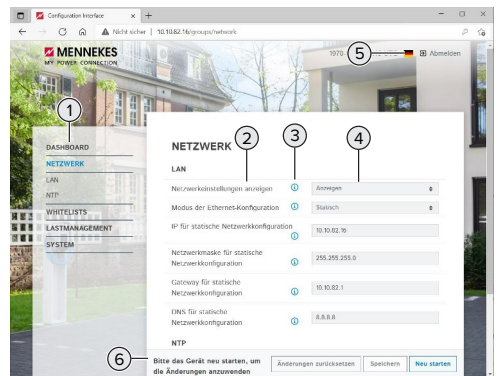 Configuration Interface
Nicht sicher | 10.10.82.16/groups/network
MENNEKES
MY POWER CONNECTION
1970-
5
Abmelden
1
DASHBOARD
NETZWERK
LAN
NTP
WHITELISTS
LASTMANAGEMENT
SYSTEM
NETZWERK
2
3
4
LAN
Netzwerkeinstellungen anzeigen
Anzeigen
Modus der Ethernet-Konfiguration
Statisch
IP für statische Netzwerkkonfiguration
10.10.82.16
Netzwerkmaske für statische
Netzwerkkonfiguration
255.255.255.0
Gateway für statische
Netzwerkkonfiguration
10.10.82.1
DNS für statische
Netzwerkkonfiguration
8.8.8.8
NTP
6
Bitte das Gerät neu starten, um
die Änderungen anzuwenden
Änderungen zurücksetzen
Speichern
Neu starten